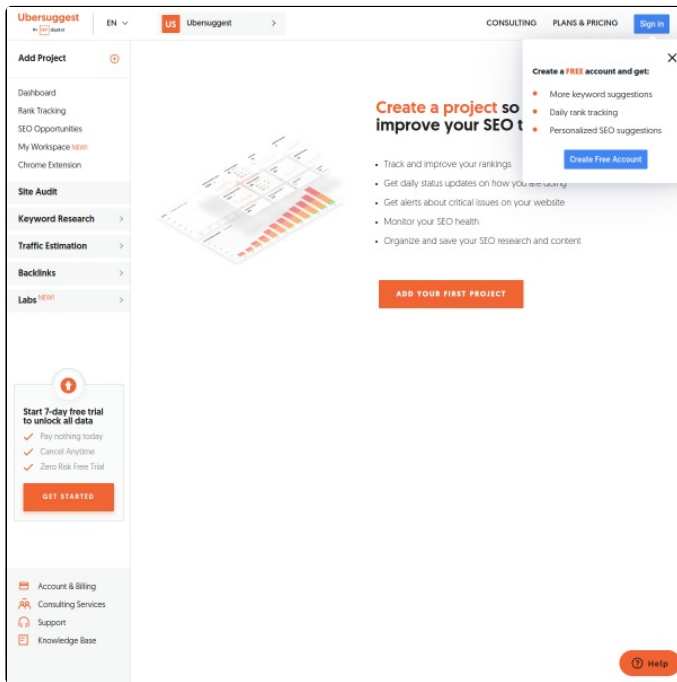 Ubersuggest
by NP digital
EN
US Ubersuggest
CONSULTING
PLANS & PRICING
Sign in
Add Project
Dashboard
Rank Tracking
SEO Opportunities
My Workspace NEW!
Chrome Extension
Site Audit
Keyword Research
Traffic Estimation
Backlinks
Labs NEW!
Start 7-day free trial
to unlock all data
Pay nothing today
Cancel Anytime
Zero Risk Free Trial
GET STARTED
Account & Billing
Consulting Services
Support
Knowledge Base
Create a project so
improve your SEO t
Track and improve your rankings
Get daily status updates on how you are doing
Get alerts about critical issues on your website
Monitor your SEO health
Organize and save your SEO research and content
ADD YOUR FIRST PROJECT
Create a FREE account and get:
More keyword suggestions
Daily rank tracking
Personalized SEO suggestions
Create Free Account
Help